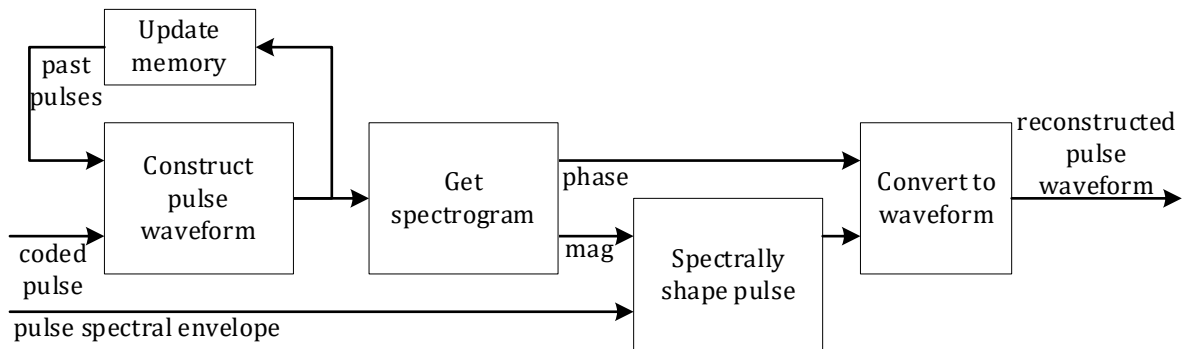 Update
memory
past
pulses
Construct
pulse
waveform
coded
pulse
Get
spectrogram
phase
mag
Spectrally
shape pulse
pulse spectral envelope
Convert to
waveform
reconstructed
pulse
waveform